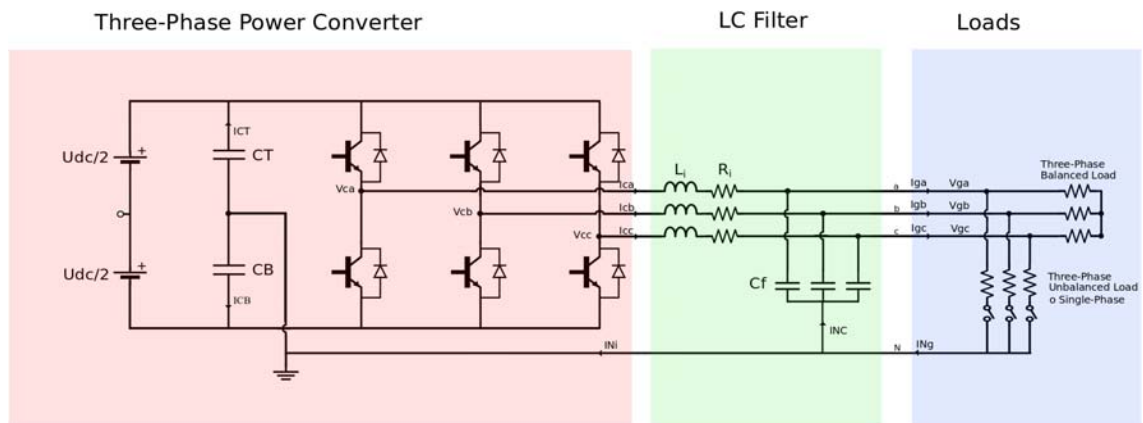 Three-Phase Power Converter
LC Filter
Loads
ICT
CT
Udc/2
+
Udc/2
+
CB
ICB
Vca
Vcb
Vcc
Ica
Icb
Icc
INi
Li
Ri
Cf
INC
a
b
c
N
Iga
Igb
Igc
INg
Vga
Vgb
Vgc
Three-Phase
Balanced Load
Three-Phase
Unbalanced Load
o Single-Phase